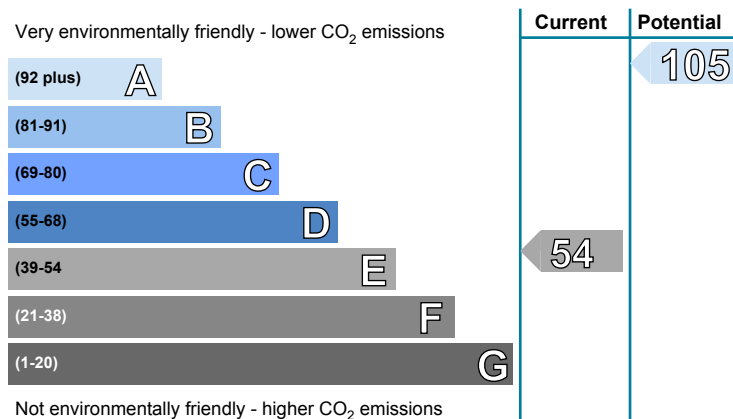 Current Potential
Very environmentally friendly - lower CO₂ emissions
105
(92 plus) A
(81-91) B
(69-80) C
(55-68) D
54
(39-54 E
(21-38) F
(1-20) G
Not environmentally friendly - higher CO₂ emissions